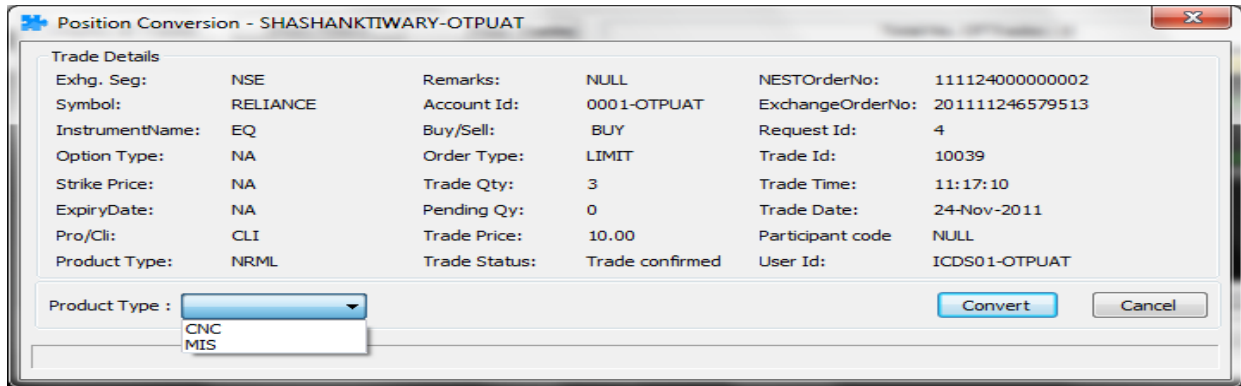 Position Conversion - SHASHANKTIWARY-OTPUAT
Trade Details
Exhg. Seg: NSE Remarks: NULL NESTOrderNo: 111124000000002
Symbol: RELIANCE Account Id: 0001-OTPUAT ExchangeOrderNo: 201111246579513
InstrumentName: EQ Buy/Sell: BUY Request Id: 4
Option Type: NA Order Type: LIMIT Trade Id: 10039
Strike Price: NA Trade Qty: 3 Trade Time: 11:17:10
ExpiryDate: NA Pending Qy: 0 Trade Date: 24-Nov-2011
Pro/Cli: CLI Trade Price: 10.00 Participant code NULL
Product Type: NRML Trade Status: Trade confirmed User Id: ICDS01-OTPUAT
Product Type : Convert Cancel
CNC
MIS